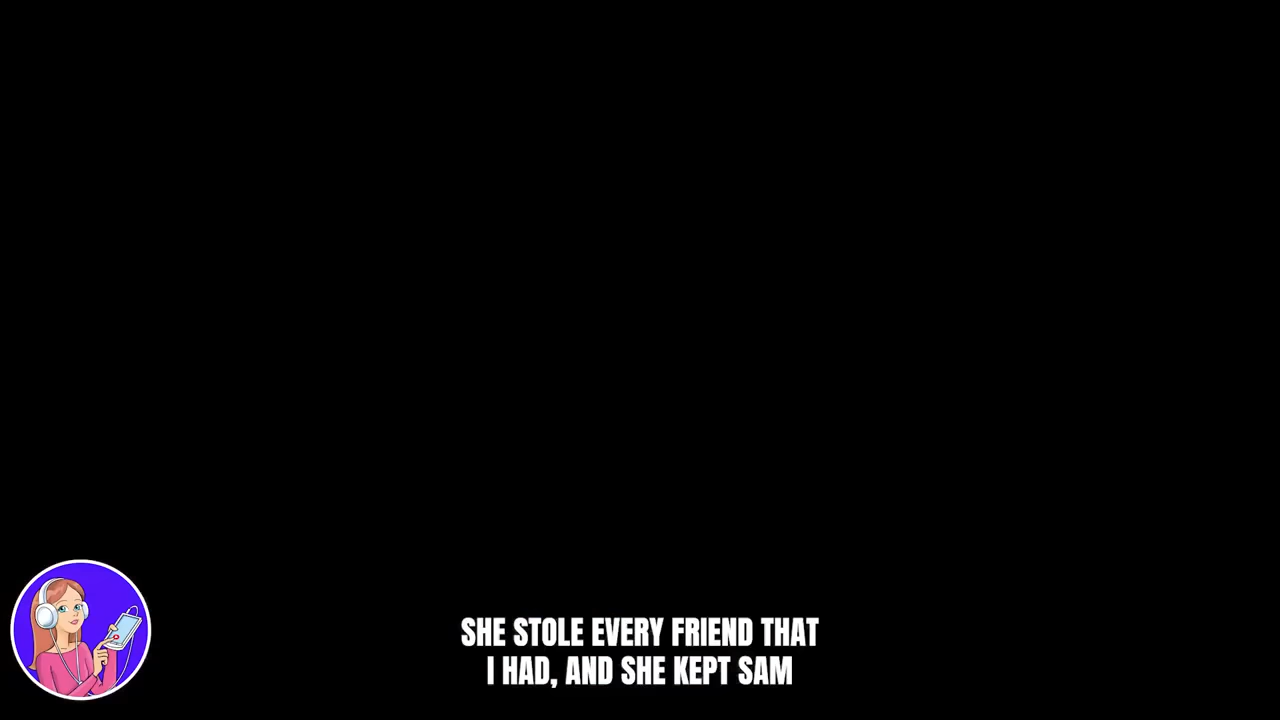 SHE STOLE EVERY FRIEND THAT
I HAD, AND SHE KEPT SAM